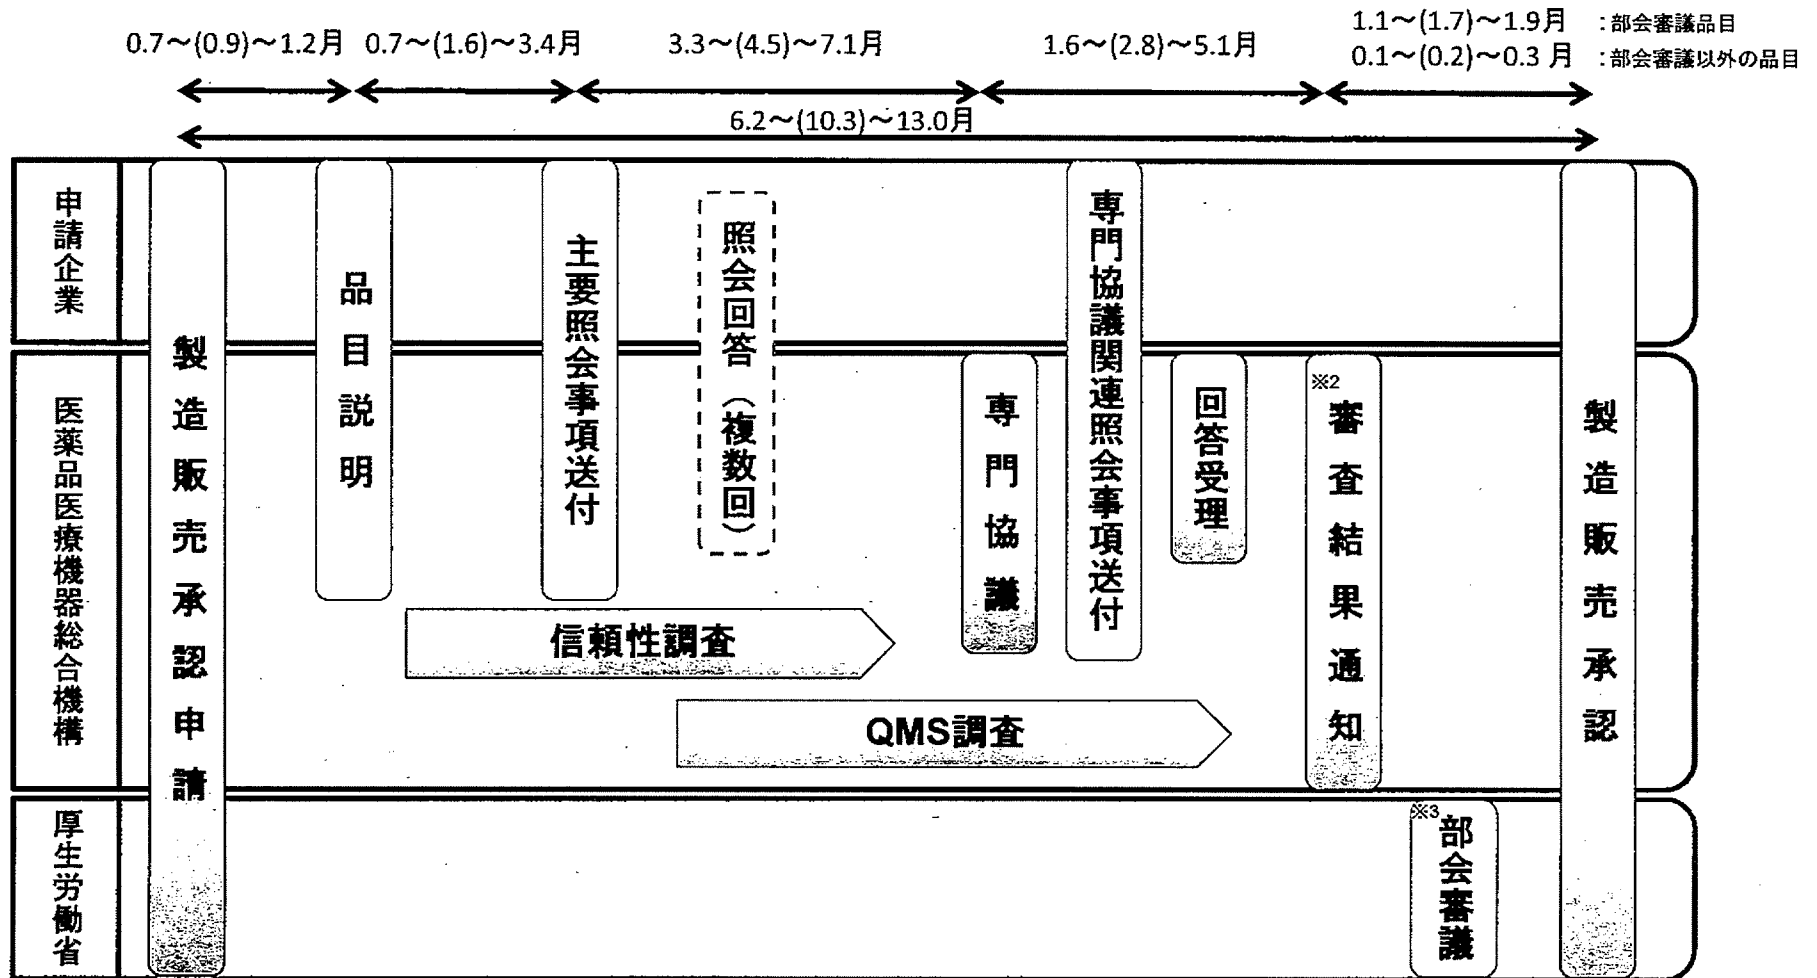 1.1～(1.7)～1.9月 ：部会審議品目
0.7～(0.9)～1.2月 0.7～(1.6)～3.4月 3.3～(4.5)～7.1月 1.6～(2.8)～5.1月
0.1～(0.2)～0.3 月 ：部会審議以外の品目
6.2～(10.3)～13.0月
申請企業
医薬品医療機器総合機構
厚生労働省
製造販売承認申請
品目説明
主要照会事項送付
照会回答（複数回）
信頼性調査
QMS調査
専門協議
専門協議関連照会事項送付
回答受理
※2
審査結果通知
※3
部会審議
製造販売承認